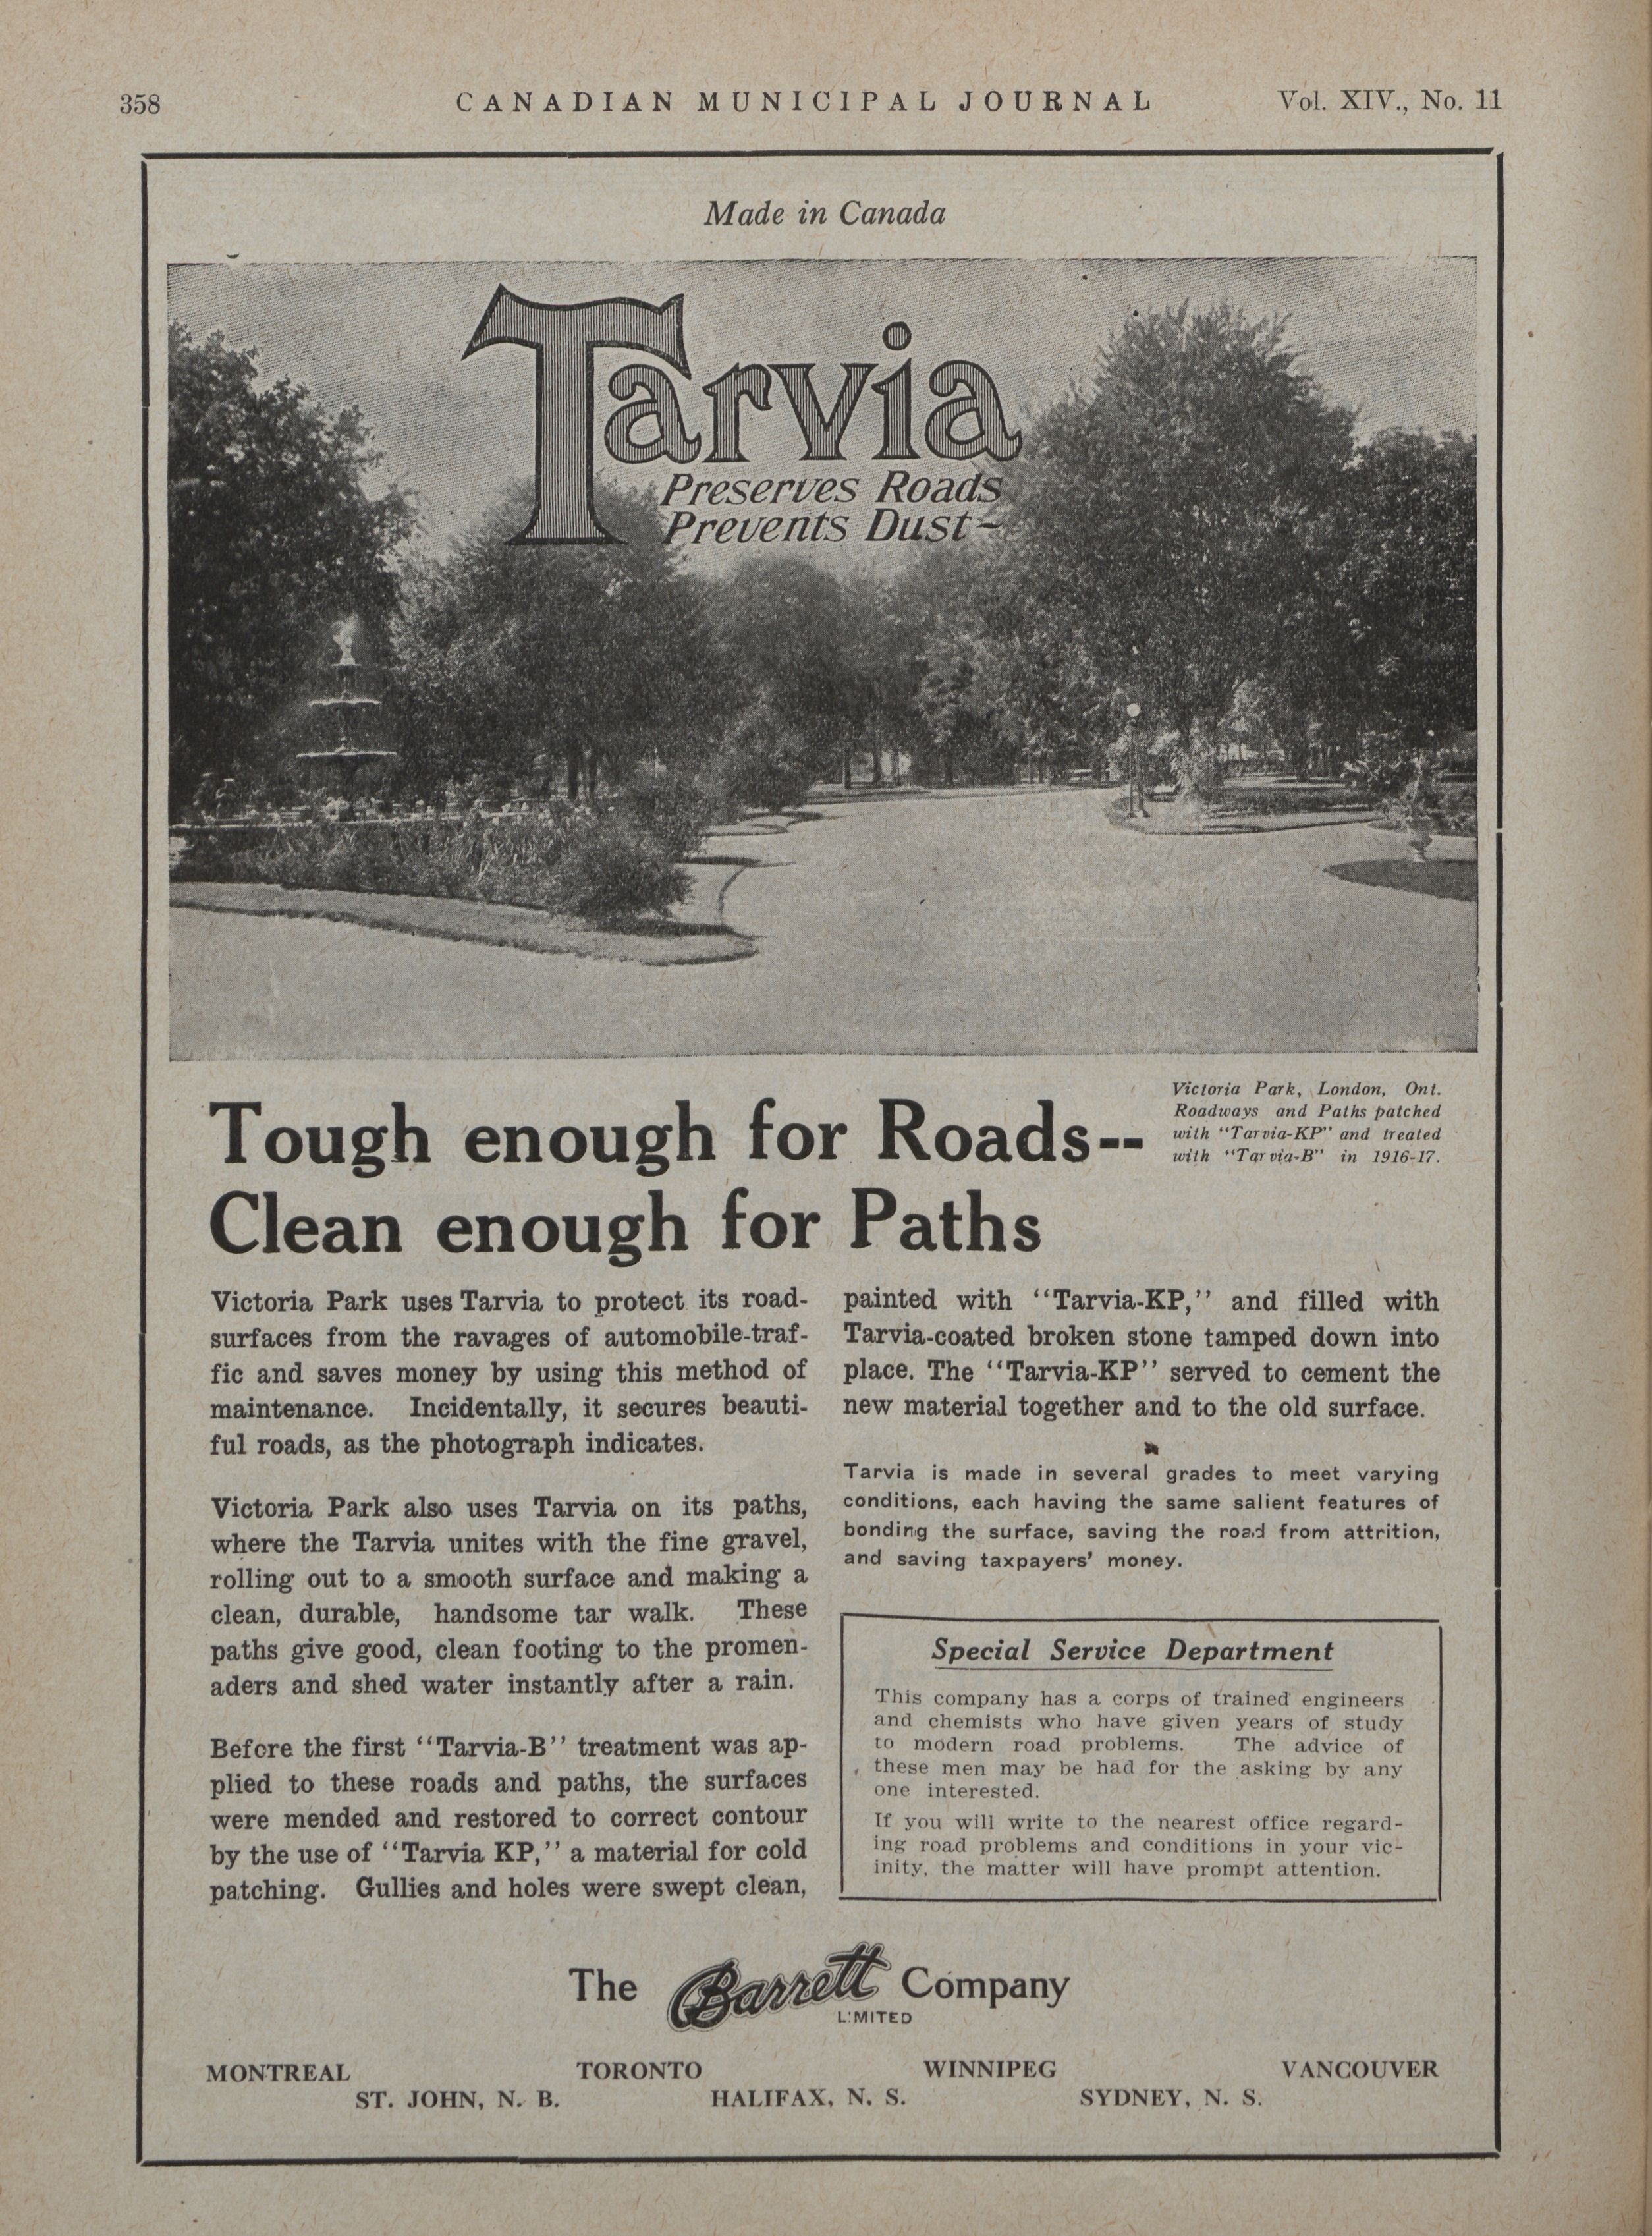 358
CANADIAN MUNICIPAL JOURNAL
Vol. XIV., No. 11
Made in Canada
Tarvia
Preserves Roads
Prevents Dust~
Victoria Park, London, Ont.
Roadways and Paths patched
with "Tarvia-KP" and treated
with "Tarvia-B" in 1916-17.
Tough enough for Roads--
Clean enough for Paths
Victoria Park uses Tarvia to protect its road-
surfaces from the ravages of automobile-traf-
fic and saves money by using this method of
maintenance. Incidentally, it secures beauti-
ful roads, as the photograph indicates.
Victoria Park also uses Tarvia on its paths,
where the Tarvia unites with the fine gravel,
rolling out to a smooth surface and making a
clean, durable, handsome tar walk. These
paths give good, clean footing to the promen-
aders and shed water instantly after a rain.
Before the first ''Tarvia-B'' treatment was ap-
plied to these roads and paths, the surfaces
were mended and restored to correct contour
by the use of ''Tarvia KP,'' a material for cold
patching. Gullies and holes were swept clean,
painted with ''Tarvia-KP,'' and filled with
Tarvia-coated broken stone tamped down into
place. The ''Tarvia-KP'' served to cement the
new material together and to the old surface.
Tarvia is made in several grades to meet varying
conditions, each having the same salient features of
bonding the surface, saving the road from attrition,
and saving taxpayers' money.
Special Service Department
This company has a corps of trained engineers
and chemists who have given years of study
to modern road problems. The advice of
these men may be had for the asking by any
one interested.
If you will write to the nearest office regard-
ing road problems and conditions in your vic-
inity, the matter will have prompt attention.
The Barrett Company
LIMITED
MONTREAL TORONTO WINNIPEG VANCOUVER
ST. JOHN, N. B. HALIFAX, N. S. SYDNEY, N. S.